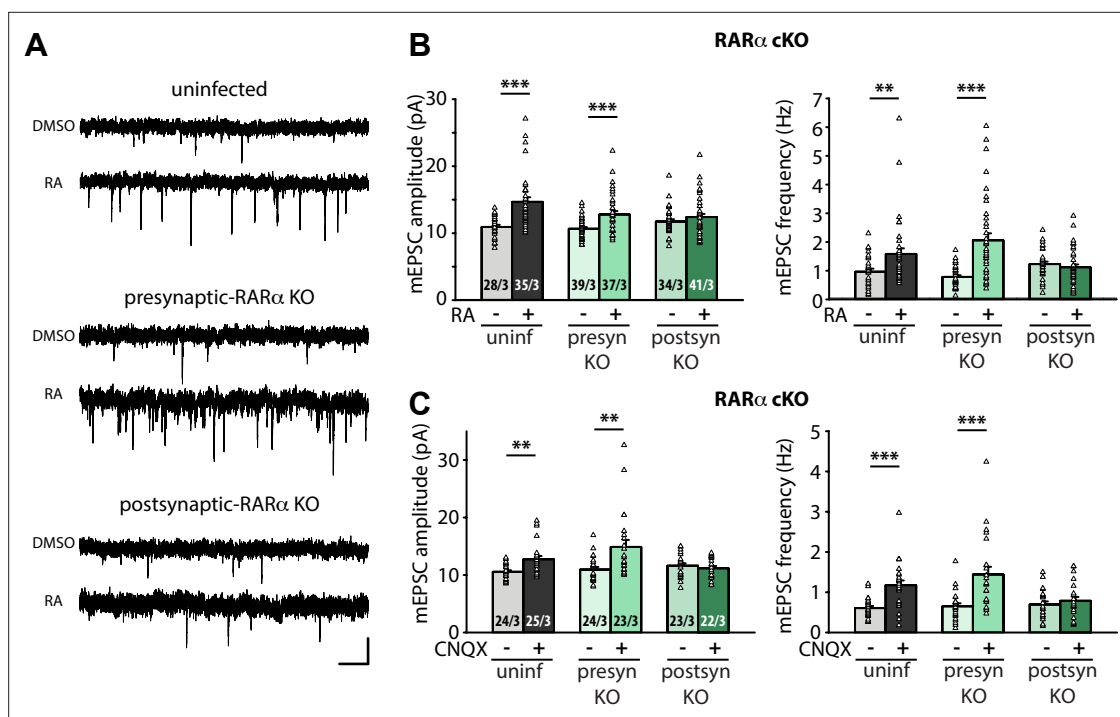 A
uninfected
DMSO
RA
presynaptic-RARα KO
DMSO
RA
postsynaptic-RARα KO
DMSO
RA
B
RARα cKO
mEPSC amplitude (pA)
30
20
10
0
***
***
28/3 35/3 39/3 37/3 34/3 41/3
RA - + - + - +
uninf presyn KO postsyn KO
mEPSC frequency (Hz)
7
6
5
4
3
2
1
0
**
***
RA - + - + - +
uninf presyn KO postsyn KO
C
RARα cKO
mEPSC amplitude (pA)
30
20
10
0
**
**
24/3 25/3 24/3 23/3 23/3 22/3
CNQX - + - + - +
uninf presyn KO postsyn KO
mEPSC frequency (Hz)
5
4
3
2
1
0
***
***
CNQX - + - + - +
uninf presyn KO postsyn KO